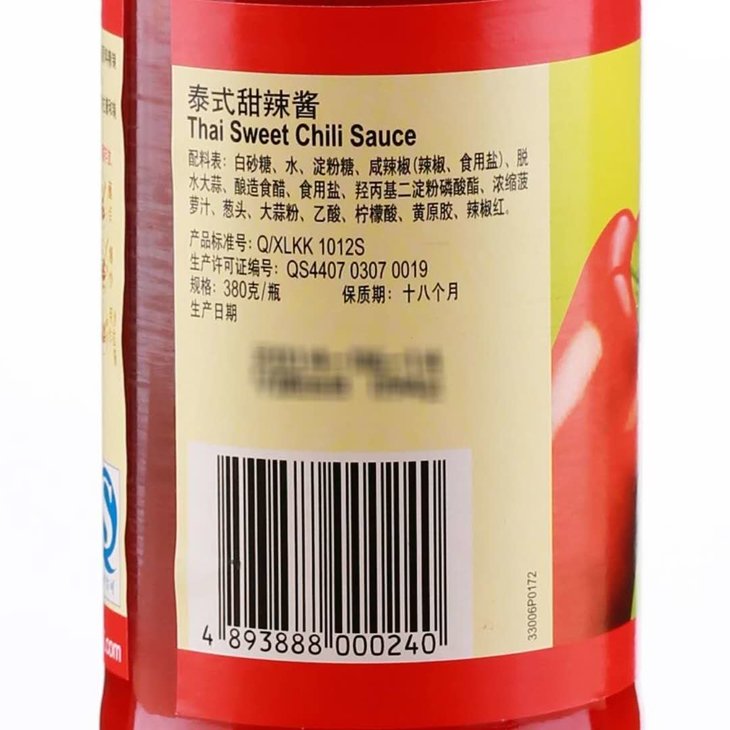 泰式甜辣酱
Thai Sweet Chili Sauce
配料表：白砂糖、水、淀粉糖、咸辣椒(辣椒、食用盐)、脱
水大蒜、酿造食醋、食用盐、羟丙基二淀粉磷酸酯、浓缩菠
萝汁、葱头、大蒜粉、乙酸、柠檬酸、黄原胶、辣椒红。
产品标准号：Q/XLKK 1012S
生产许可证编号：QS4407 0307 0019
规格：380克/瓶 保质期：十八个月
生产日期
4 893888 000240
33006P0172
.com